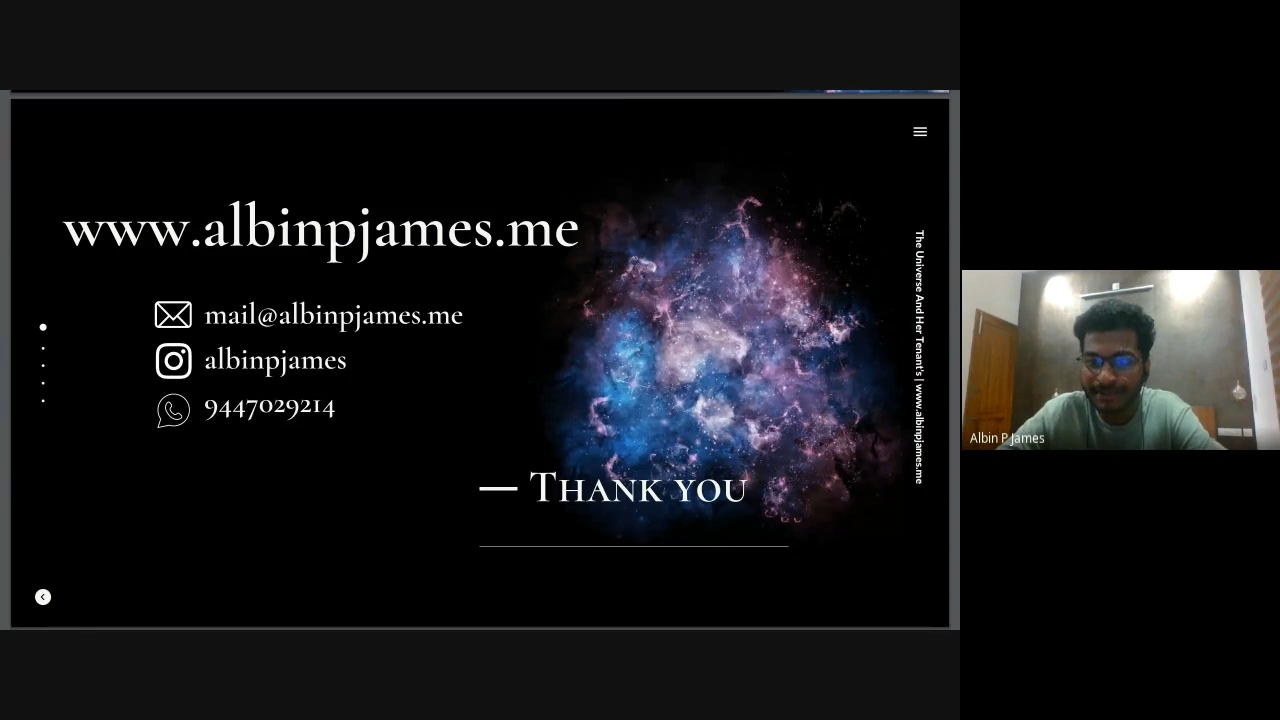 www.albinpjames.me
mail@albinpjames.me
albinpjames
9447029214
— Thank you
The Universe And Her Tenant's | www.albinpjames.me
Albin P James